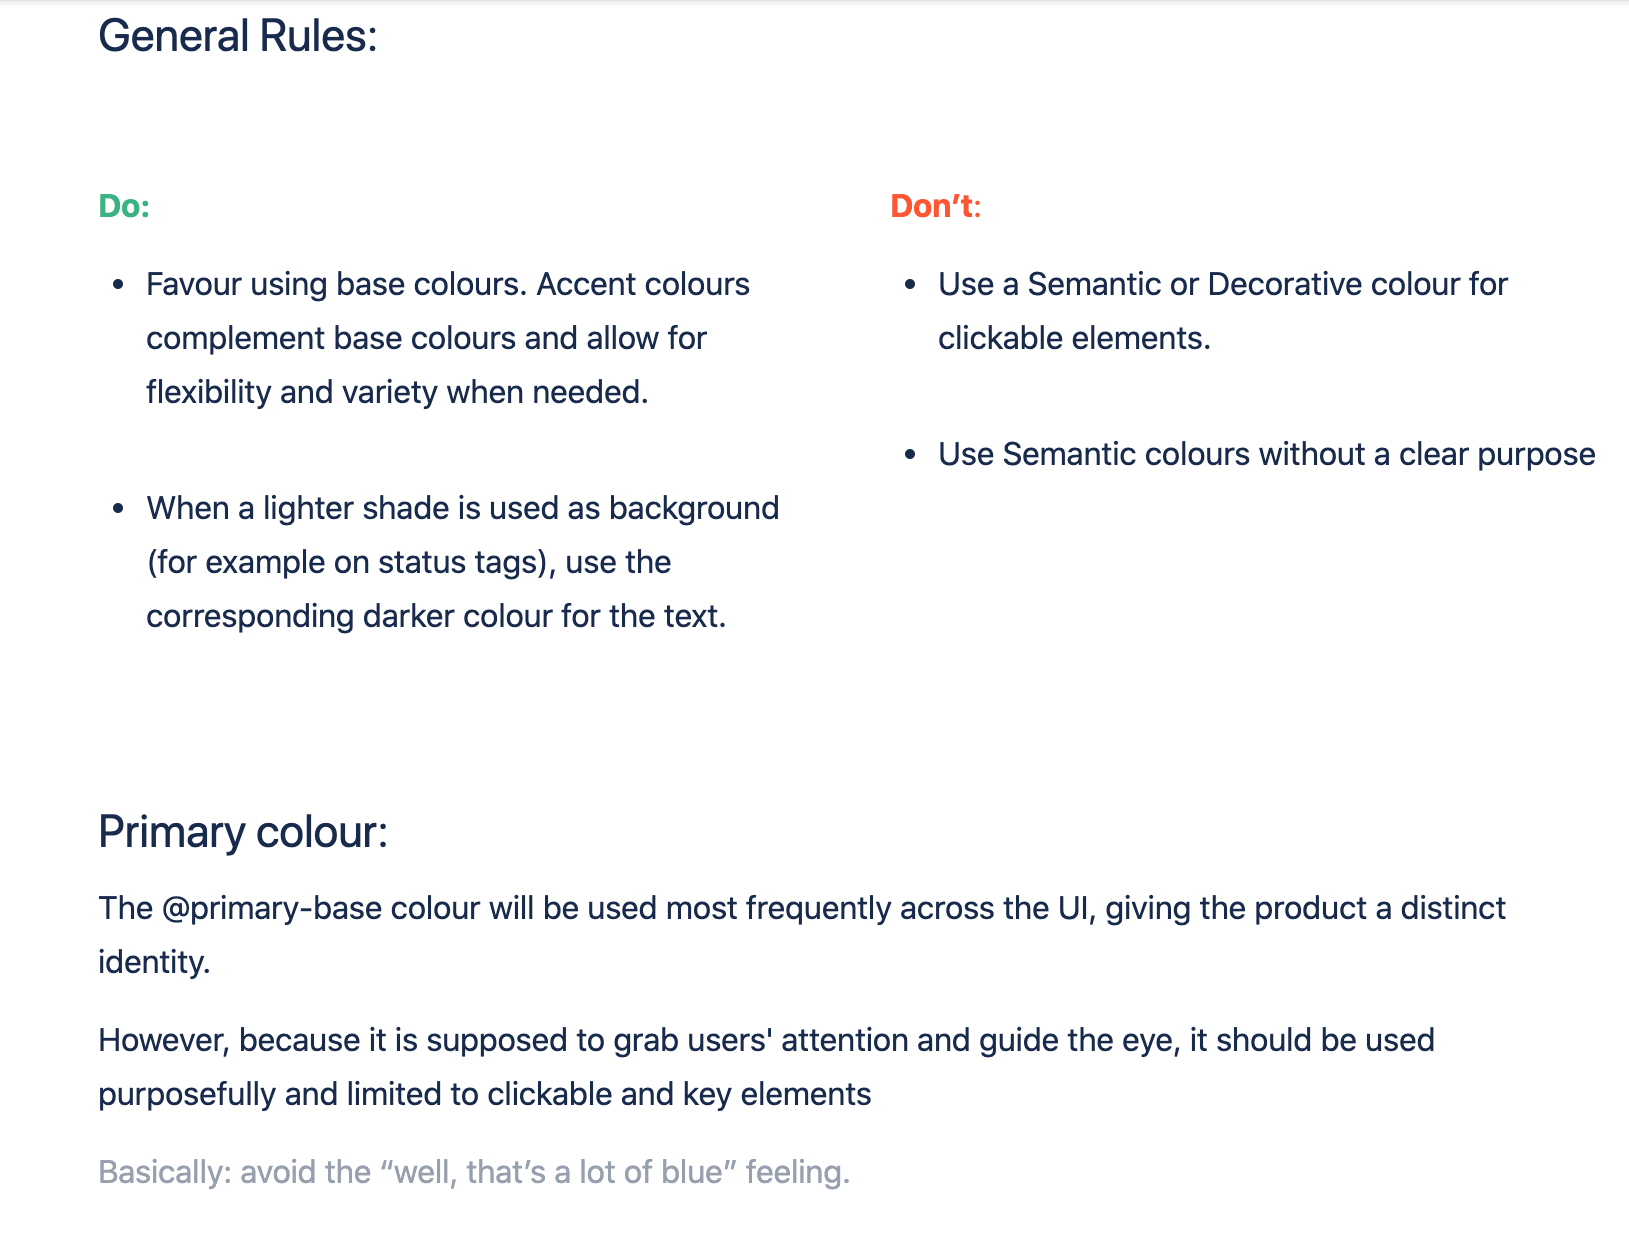 General Rules:
Do:
• Favour using base colours. Accent colours
complement base colours and allow for
flexibility and variety when needed.
• When a lighter shade is used as background
(for example on status tags), use the
corresponding darker colour for the text.
Don’t:
• Use a Semantic or Decorative colour for
clickable elements.
• Use Semantic colours without a clear purpose
Primary colour:
The @primary-base colour will be used most frequently across the UI, giving the product a distinct
identity.
However, because it is supposed to grab users' attention and guide the eye, it should be used
purposefully and limited to clickable and key elements
Basically: avoid the “well, that’s a lot of blue” feeling.